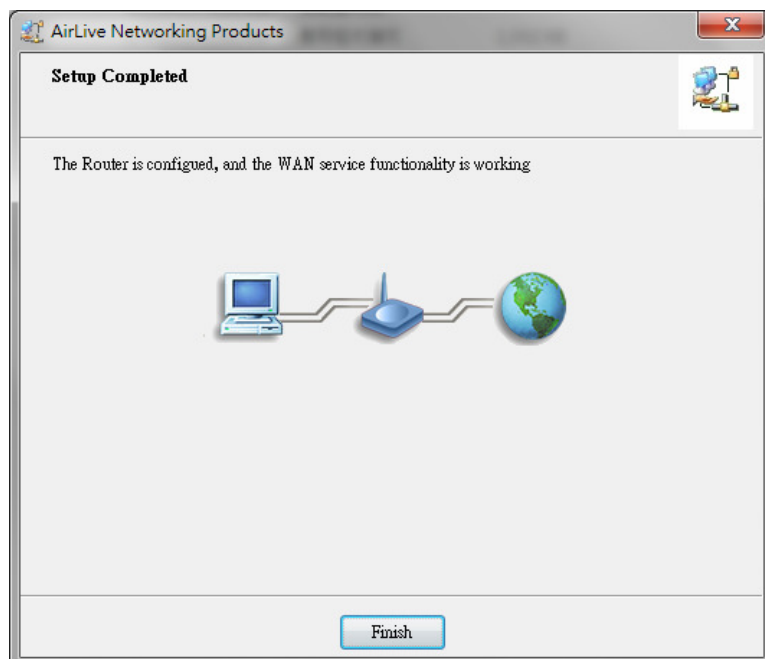 AirLive Networking Products
Setup Completed
The Router is configued, and the WAN service functionality is working
Finish